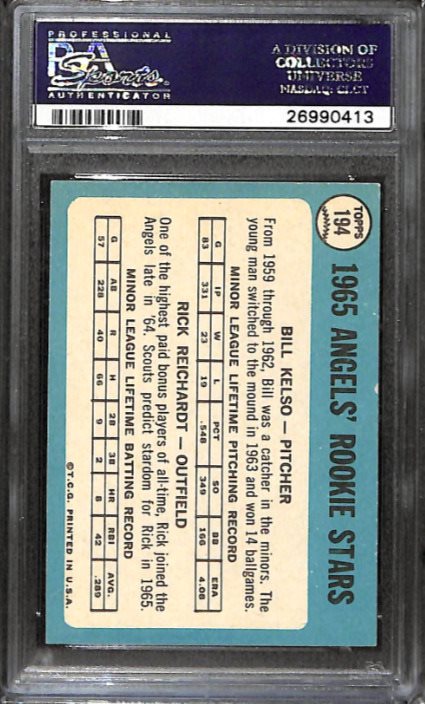 PROFESSIONAL
PSA
Sports
AUTHENTICATOR
A DIVISION OF
COLLECTORS
UNIVERSE
NASDAQ: CLCT
26990413
TOPPS
194
1965 ANGELS' ROOKIE STARS
BILL KELSO — PITCHER
From 1959 through 1962, Bill was a catcher in the minors. The
young man switched to the mound in 1963 and won 14 ballgames.
MINOR LEAGUE LIFETIME PITCHING RECORD
G IP W L PCT SO BB ERA
83 331 23 19 .548 349 166 4.08
RICK REICHARDT — OUTFIELD
One of the highest paid bonus players of all-time, Rick joined the
Angels late in '64. Scouts predict stardom for Rick in 1965.
MINOR LEAGUE LIFETIME BATTING RECORD
G AB R H 2B 3B HR RBI AVG.
57 228 40 66 9 2 8 42 .289
©T.C.G. PRINTED IN U.S.A.